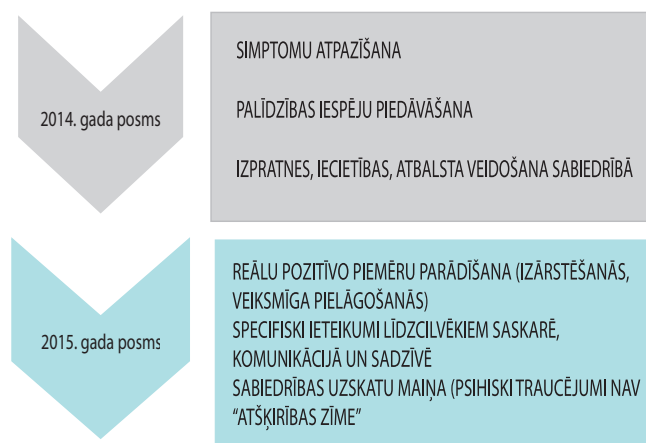 2014. gada posms
SIMPTOMU ATPAZĪŠANA
PALĪDZĪBAS IESPĒJU PIEDĀVĀŠANA
IZPRATNES, IECIETĪBAS, ATBALSTA VEIDOŠANA SABIEDRĪBĀ
2015. gada posms
REĀLU POZITĪVO PIEMĒRU PARĀDĪŠANA (IZĀRSTĒŠANĀS,
VEIKSMĪGA PIELĀGOŠANĀS)
SPECIFISKI IETEIKUMI LĪDZCILVĒKIEM SASKARĒ,
KOMUNIKĀCIJĀ UN SADZĪVĒ
SABIEDRĪBAS UZSKATU MAIŅA (PSIHISKI TRAUCĒJUMI NAV
“ATŠĶIRĪBAS ZĪME”